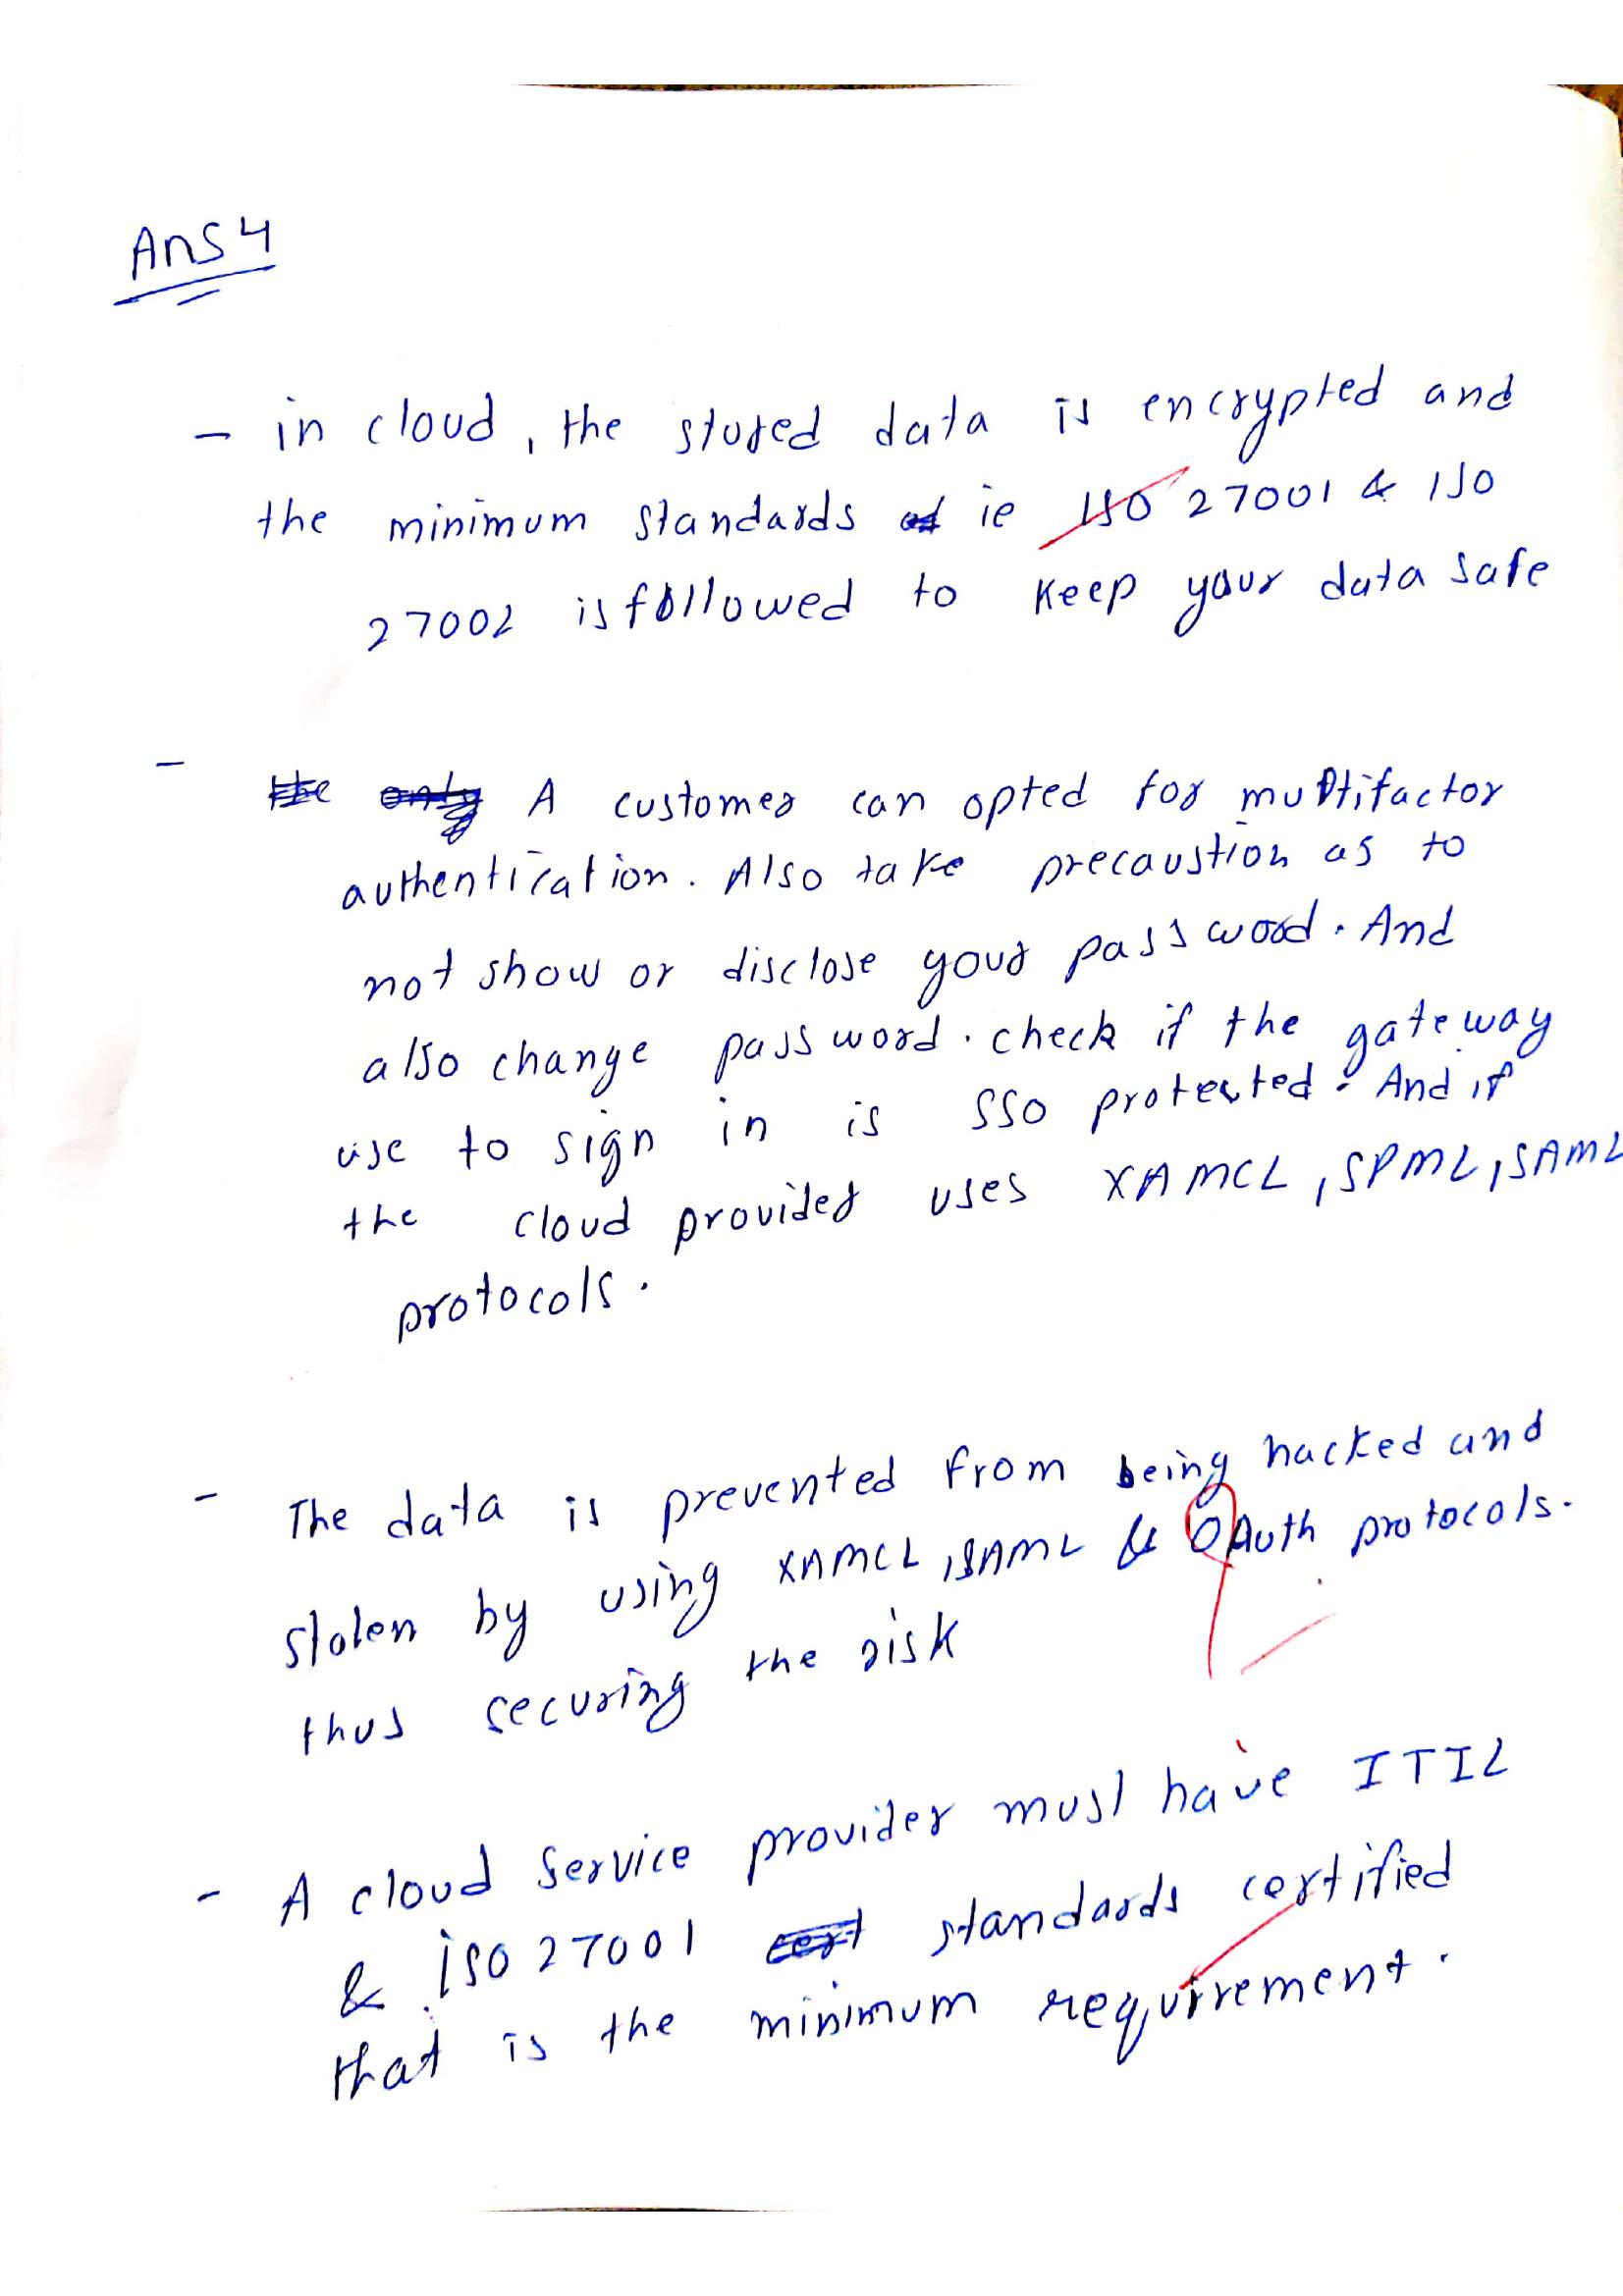 Ans 4
- in cloud, the stored data is encrypted and
the minimum standards ie ISO 27001 & ISO
27002 is followed to keep your data safe
- the only A customer can opted for multifactor
authentication. Also take precaustion as to
not show or disclose your password. And
also change password. check if the gateway
use to sign in is SSO protected. And if
the cloud provider uses XAMCL, SPML, SAML
protocols.
- The data is prevented from being hacked and
stolen by using XAMCL, SAML & OAuth protocols.
thus securing the risk
- A cloud service provider must have ITIL
& iso 27001 cert standards certified
that is the minimum requirement.